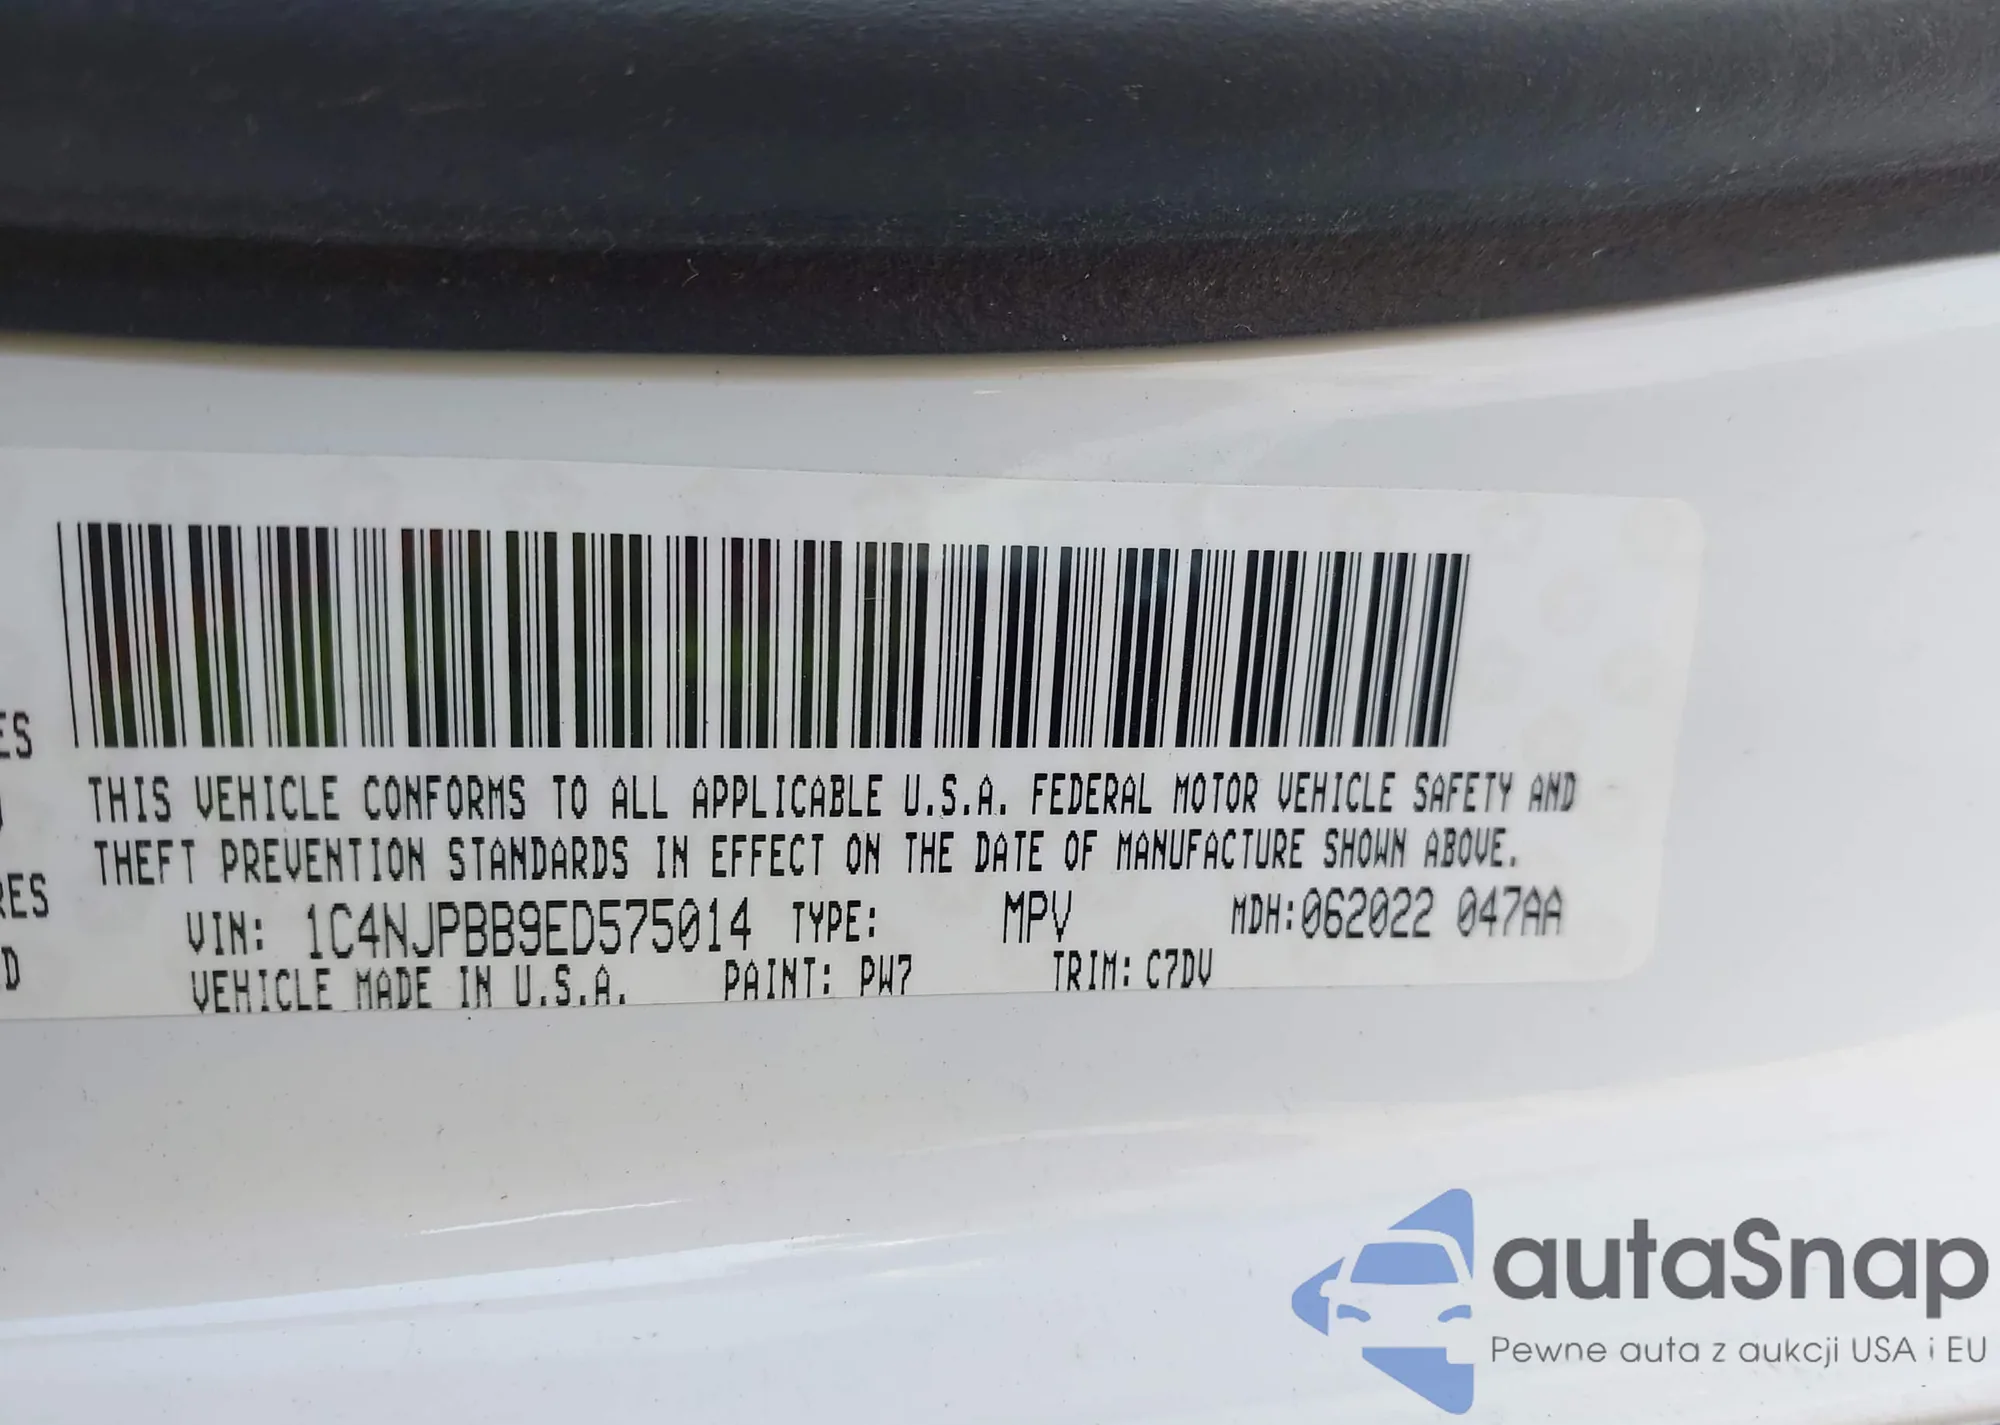 ES
THIS VEHICLE CONFORMS TO ALL APPLICABLE U.S.A. FEDERAL MOTOR VEHICLE SAFETY AND
THEFT PREVENTION STANDARDS IN EFFECT ON THE DATE OF MANUFACTURE SHOWN ABOVE.
RES
VIN: 1C4NJPBB9ED575014 TYPE: MPV MDH:062022 047AA
D
VEHICLE MADE IN U.S.A. PAINT: PW7 TRIM: C7DV
autaSnap
Pewne auta z aukcji USA i EU